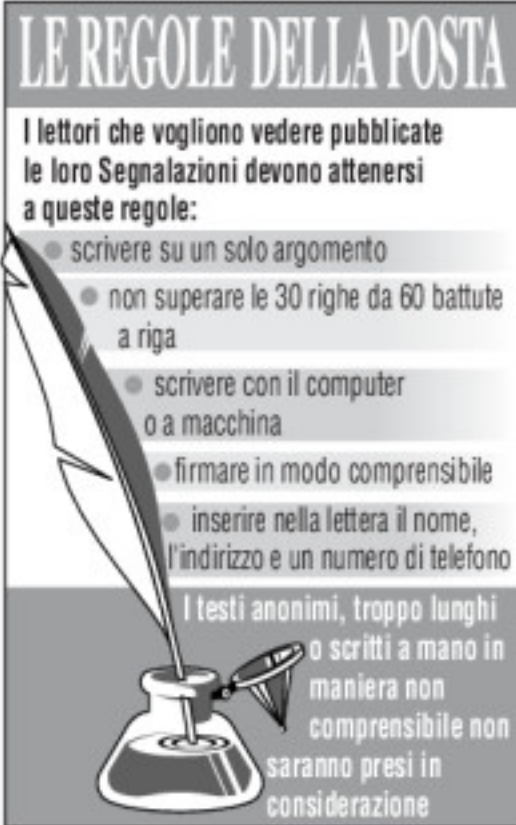 LE REGOLE DELLA POSTA
I lettori che vogliono vedere pubblicate
le loro Segnalazioni devono attenersi
a queste regole:
● scrivere su un solo argomento
● non superare le 30 righe da 60 battute
a riga
● scrivere con il computer
o a macchina
● firmare in modo comprensibile
● inserire nella lettera il nome,
l'indirizzo e un numero di telefono
I testi anonimi, troppo lunghi
o scritti a mano in
maniera non
comprensibile non
saranno presi in
considerazione